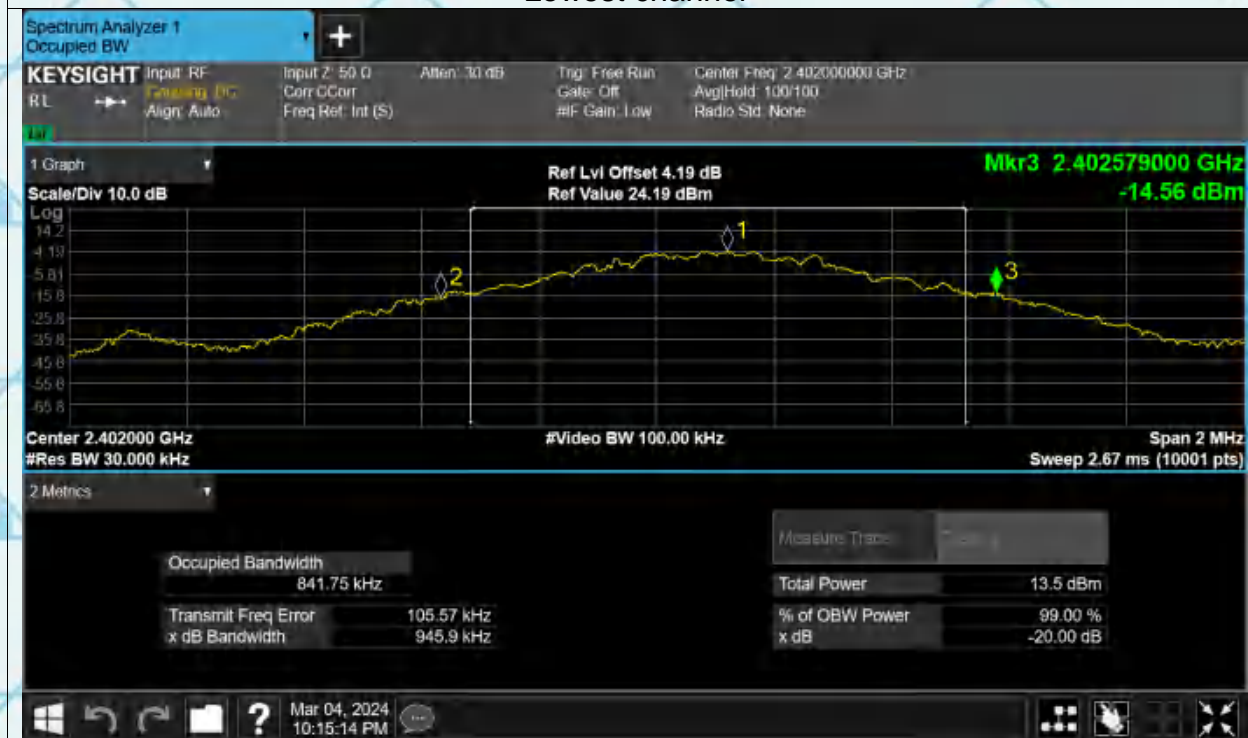 Lowest channel
Spectrum Analyzer 1
Occupied BW
KEYSIGHT
RL
Input: RF
Coupling: DC
Align: Auto
Input Z: 50 Ω
Corr CCorr
Freq Ref: Int (S)
Atten: 30 dB
Trig: Free Run
Gate: Off
#IF Gain: Low
Center Freq: 2.402000000 GHz
Avg|Hold: 100/100
Radio Std: None
1 Graph
Scale/Div 10.0 dB
Ref Lvl Offset 4.19 dB
Ref Value 24.19 dBm
Mkr3 2.402579000 GHz
-14.56 dBm
Log
14.2
4.19
-5.81
-15.8
-25.8
-35.8
-45.8
-55.8
-65.8
1
2
3
Center 2.402000 GHz
#Res BW 30.000 kHz
#Video BW 100.00 kHz
Span 2 MHz
Sweep 2.67 ms (10001 pts)
2 Metrics
Measure Trace
Occupied Bandwidth
841.75 kHz
Transmit Freq Error 105.57 kHz
x dB Bandwidth 945.9 kHz
Total Power 13.5 dBm
% of OBW Power 99.00 %
x dB -20.00 dB
?
Mar 04, 2024
10:15:14 PM